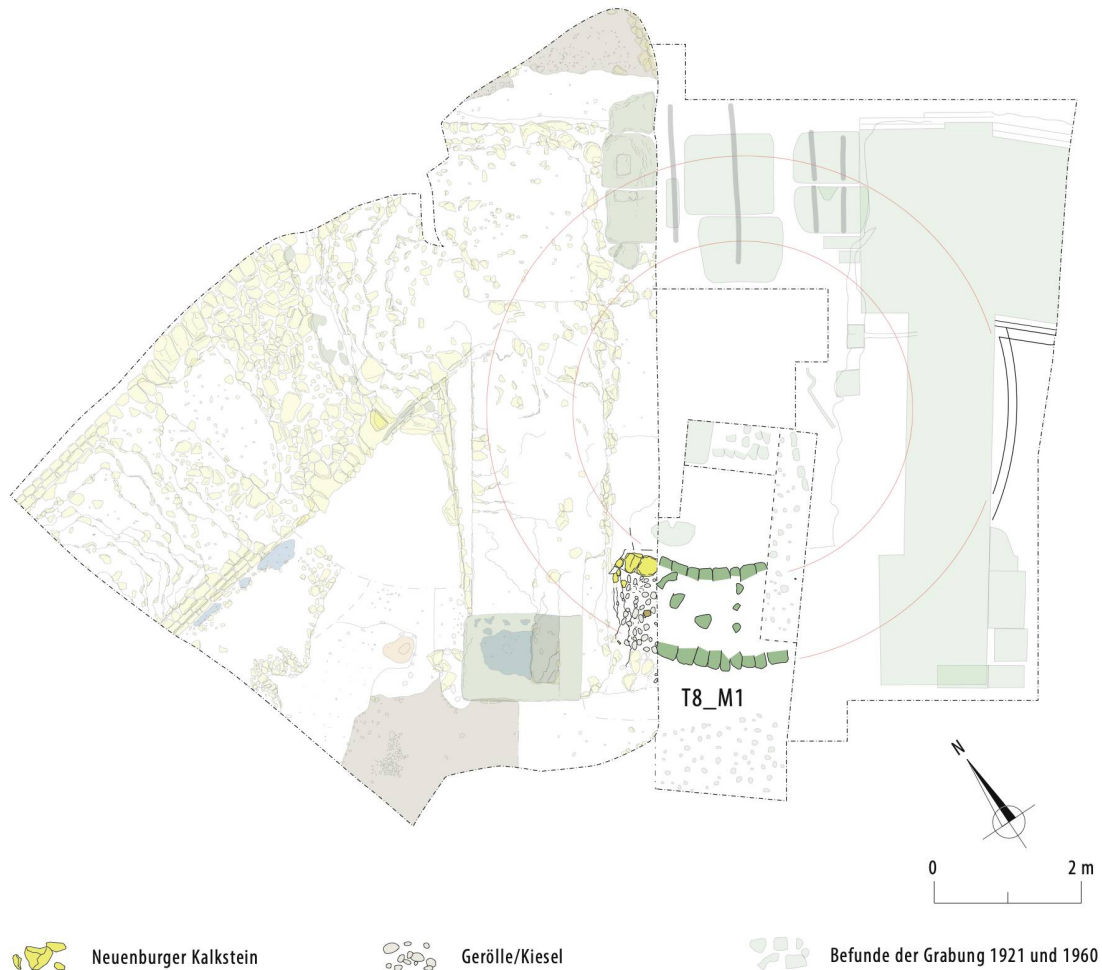 T8_M1
N
0 2 m
Neuenburger Kalkstein
Gerölle/Kiesel
Befunde der Grabung 1921 und 1960